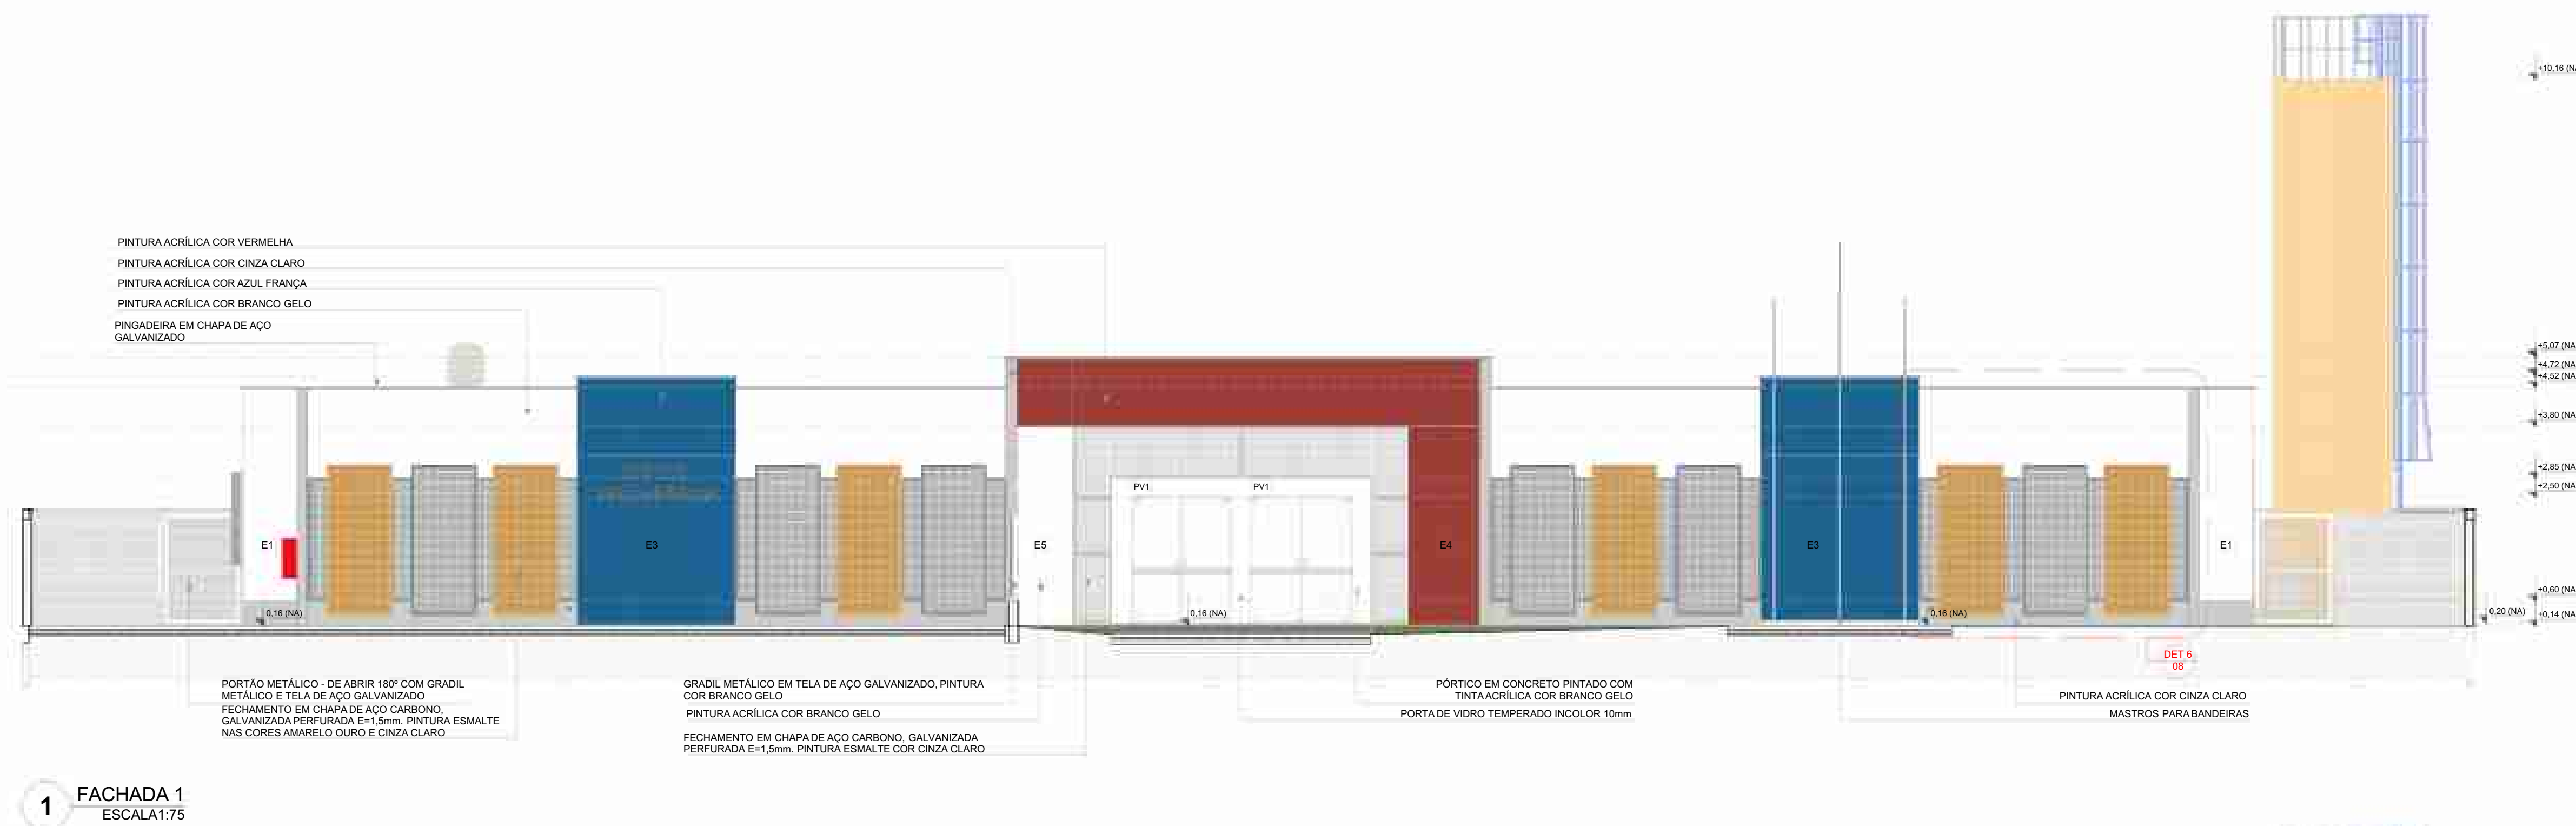 PINTURA ACRÍLICA COR VERMELHA
PINTURA ACRÍLICA COR CINZA CLARO
PINTURA ACRÍLICA COR AZUL FRANÇA
PINTURA ACRÍLICA COR BRANCO GELO
PINGADEIRA EM CHAPA DE AÇO
GALVANIZADO
+10,16 (NA
+5,07 (NA
+4,72 (NA
+4,52 (NA
+3,80 (NA
+2,85 (NA
+2,50 (NA
+0,60 (NA
+0,14 (NA
0,20 (NA)
PV1
PV1
E1
E3
E5
E4
E3
E1
0,16 (NA)
0,16 (NA)
0,16 (NA)
DET 6
08
PORTÃO METÁLICO - DE ABRIR 180º COM GRADIL
METÁLICO E TELA DE AÇO GALVANIZADO
FECHAMENTO EM CHAPA DE AÇO CARBONO,
GALVANIZADA PERFURADA E=1,5mm. PINTURA ESMALTE
NAS CORES AMARELO OURO E CINZA CLARO
GRADIL METÁLICO EM TELA DE AÇO GALVANIZADO, PINTURA
COR BRANCO GELO
PINTURA ACRÍLICA COR BRANCO GELO
FECHAMENTO EM CHAPA DE AÇO CARBONO, GALVANIZADA
PERFURADA E=1,5mm. PINTURA ESMALTE COR CINZA CLARO
PÓRTICO EM CONCRETO PINTADO COM
TINTA ACRÍLICA COR BRANCO GELO
PORTA DE VIDRO TEMPERADO INCOLOR 10mm
PINTURA ACRÍLICA COR CINZA CLARO
MASTROS PARA BANDEIRAS
1
FACHADA 1
ESCALA1:75